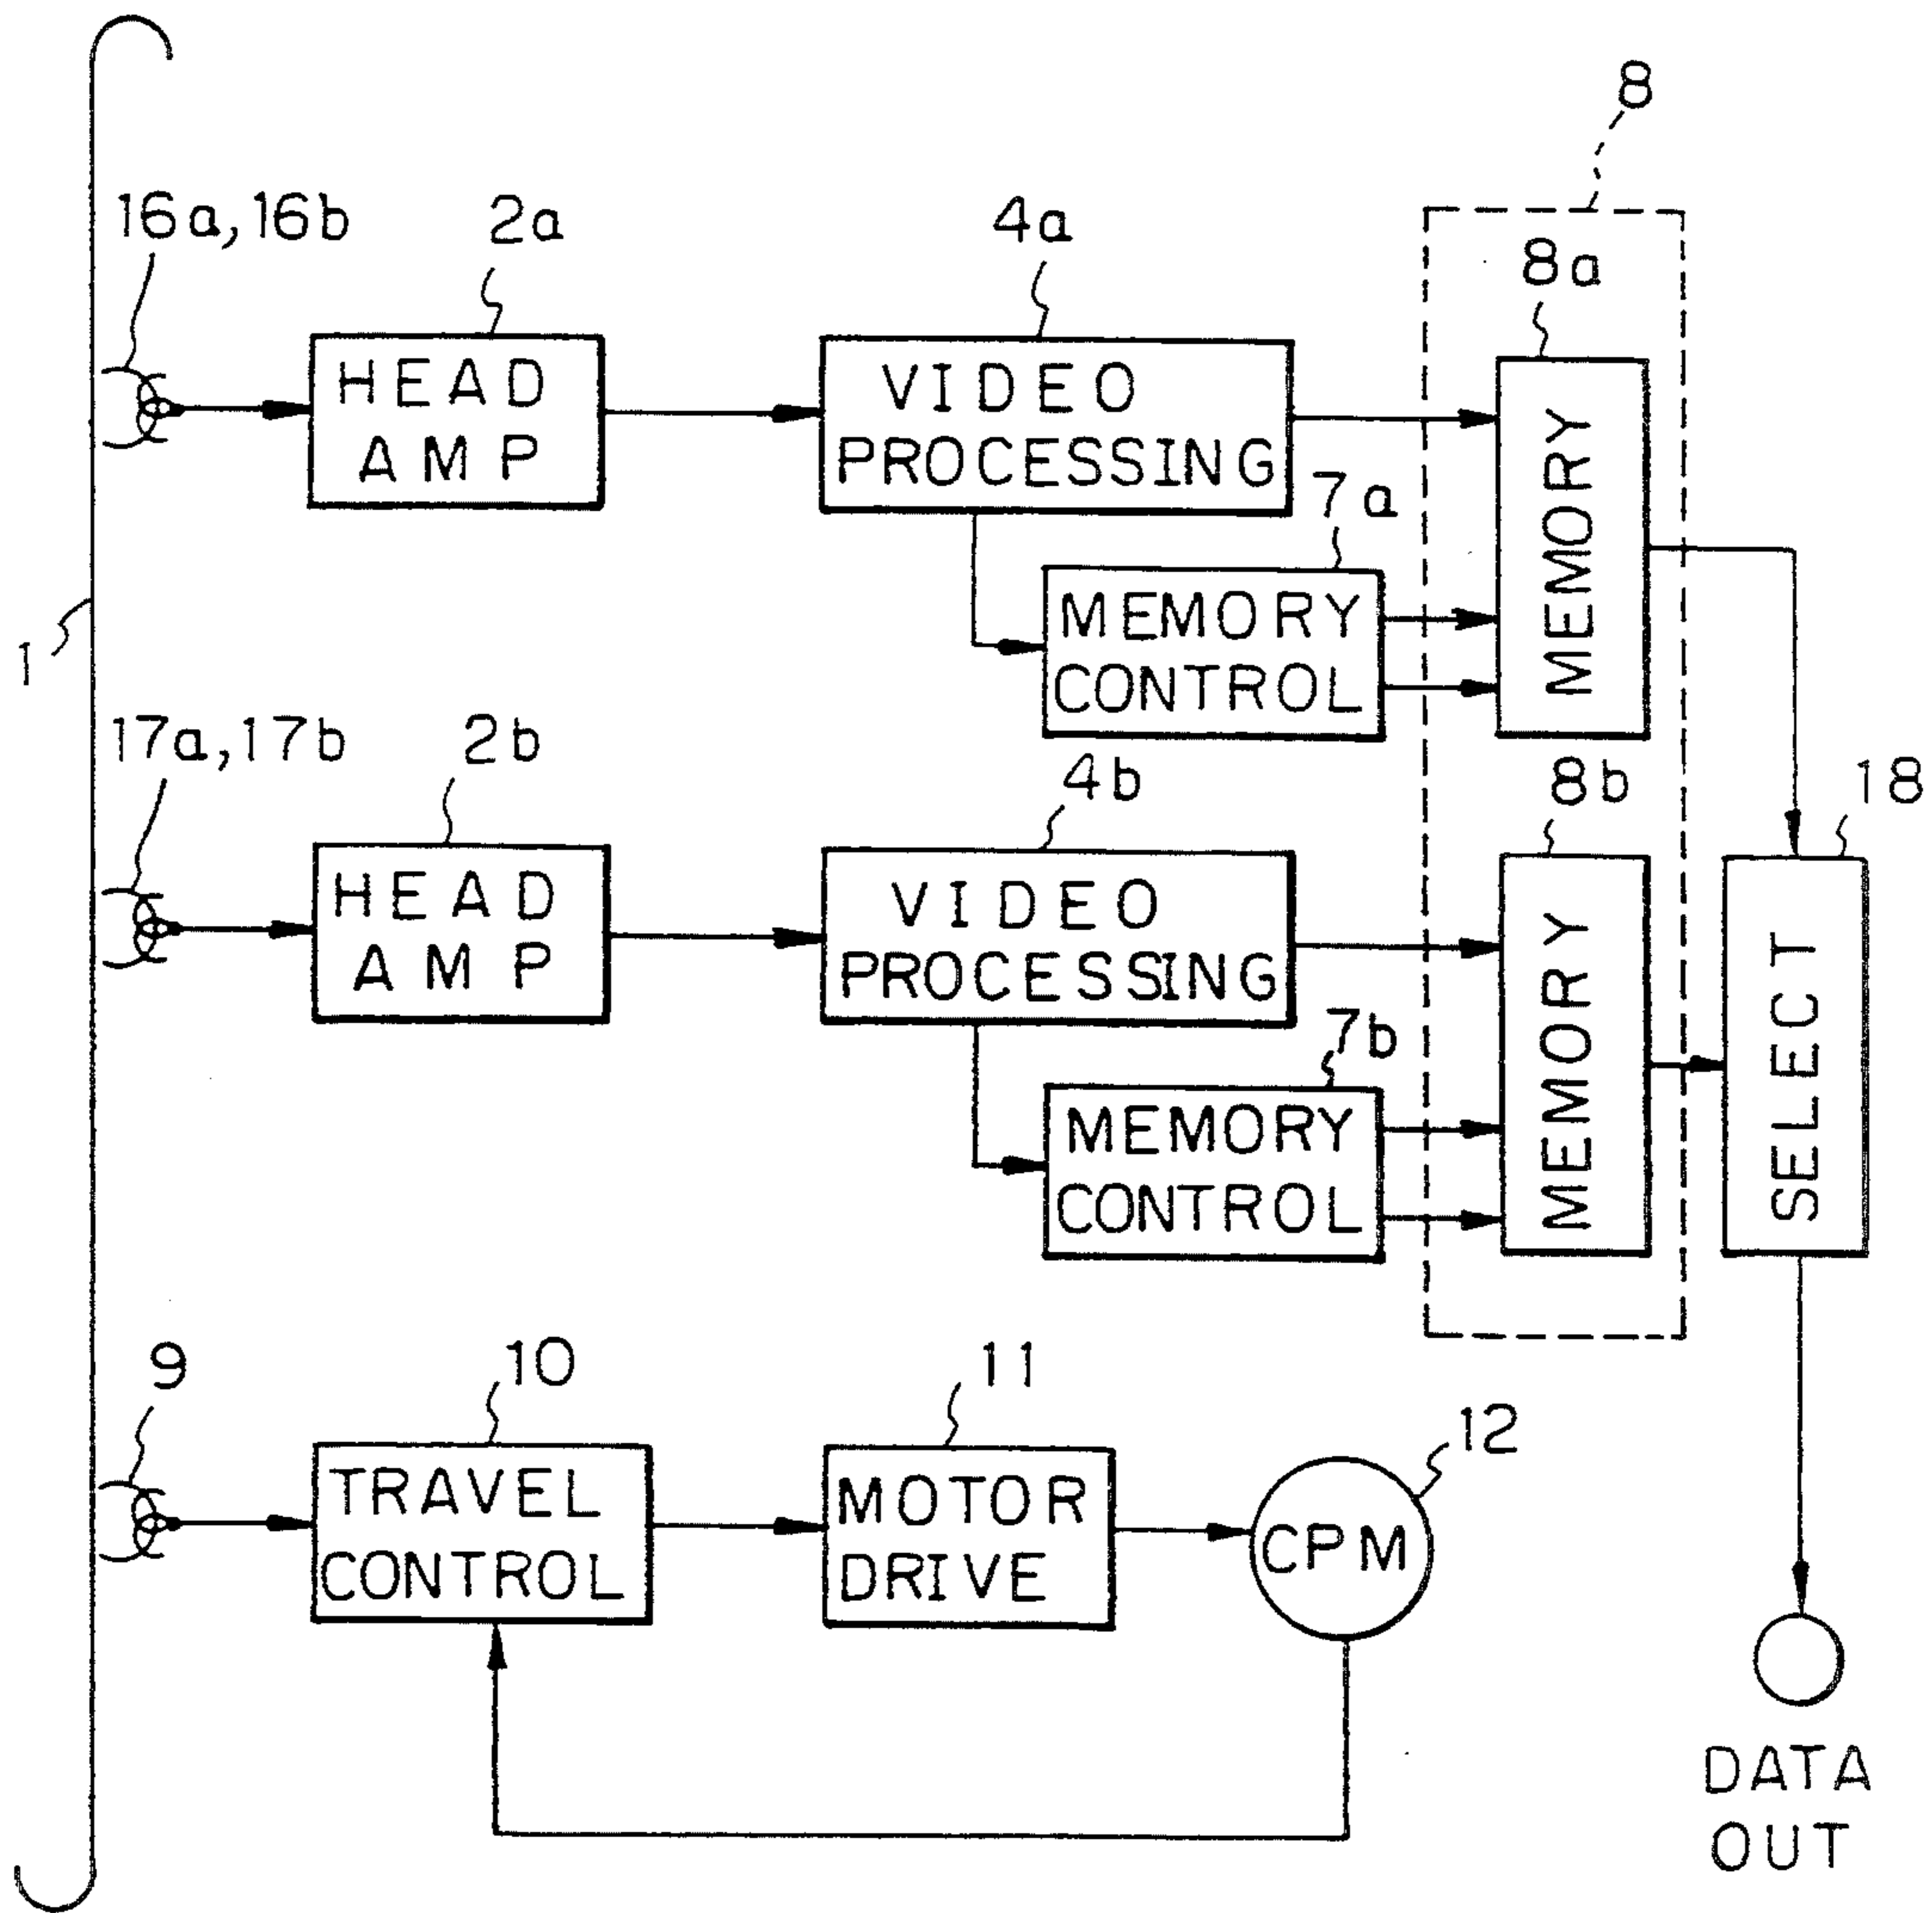 8
16a,16b
2a
4a
8a
HEAD
AMP
VIDEO
PROCESSING
7a
MEMORY
CONTROL
MEMORY
1
17a,17b
2b
4b
8b
18
HEAD
AMP
VIDEO
PROCESSING
7b
MEMORY
CONTROL
MEMORY
SELECT
9
10
11
12
TRAVEL
CONTROL
MOTOR
DRIVE
CPM
DATA
OUT